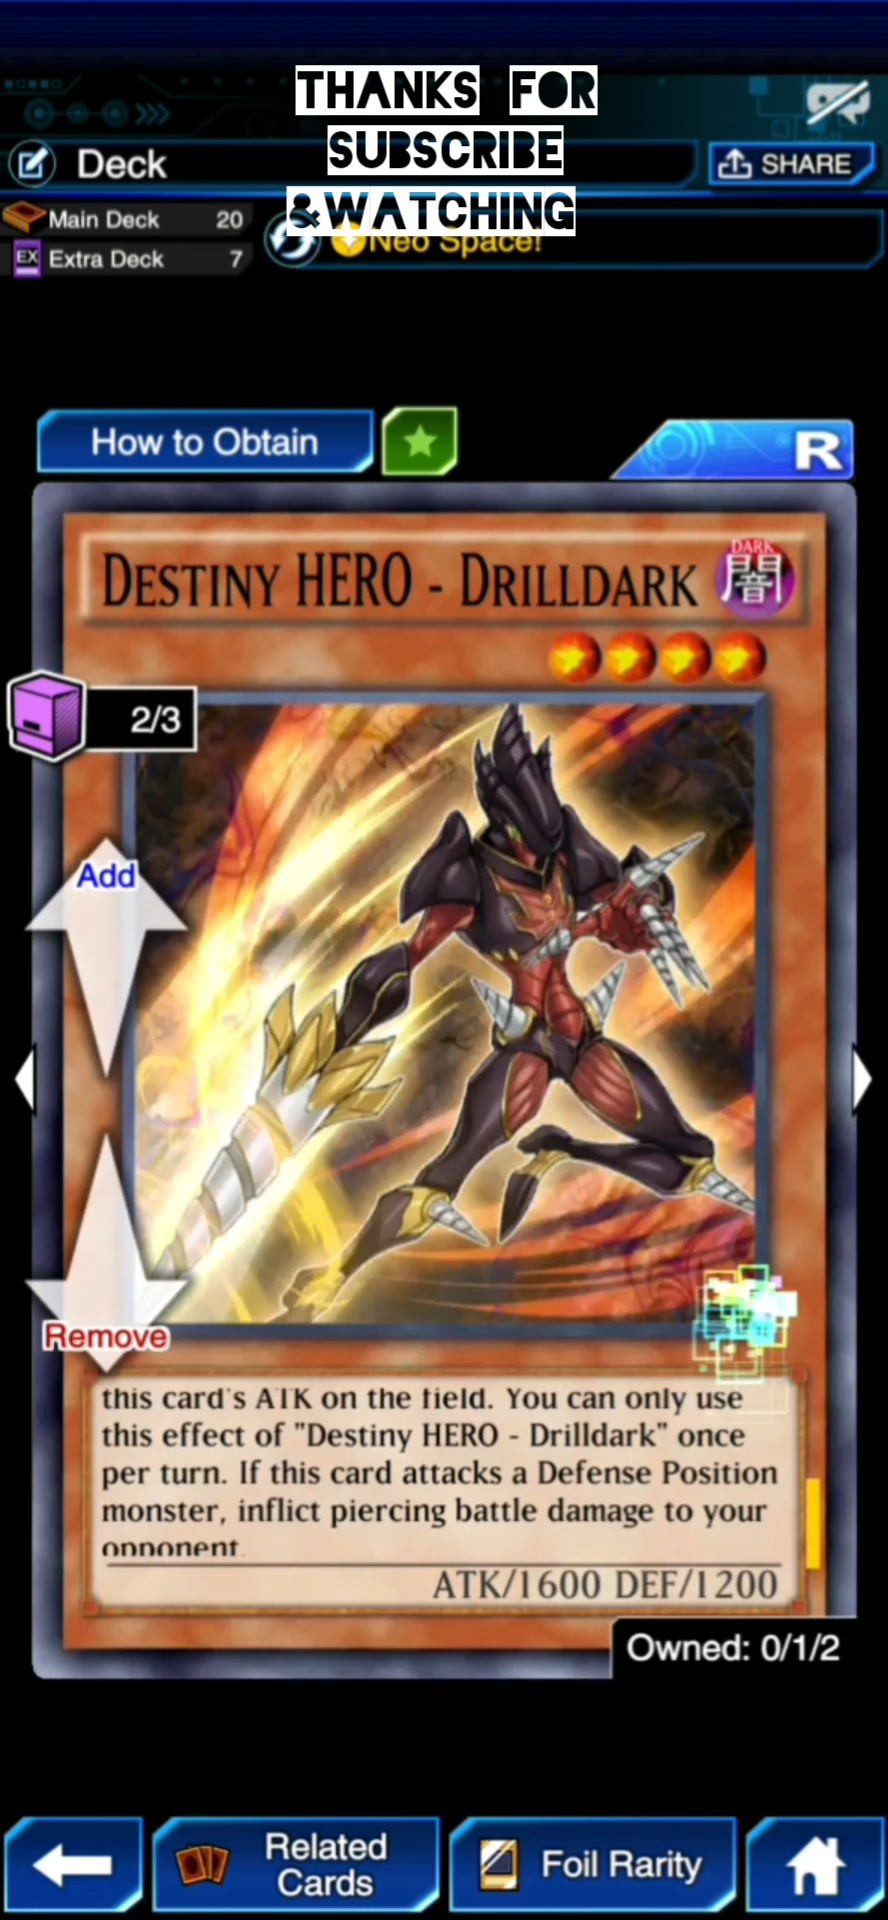 THANKS FOR
SUBSCRIBE
&WATCHING
Deck
SHARE
Main Deck 20
EX Extra Deck 7
Neo Space!
How to Obtain
R
DESTINY HERO - DRILLDARK
DARK
闇
2/3
Add
Remove
this card's ATK on the field. You can only use
this effect of "Destiny HERO - Drilldark" once
per turn. If this card attacks a Defense Position
monster, inflict piercing battle damage to your
opponent.
ATK/1600 DEF/1200
Owned: 0/1/2
Related
Cards
Foil Rarity